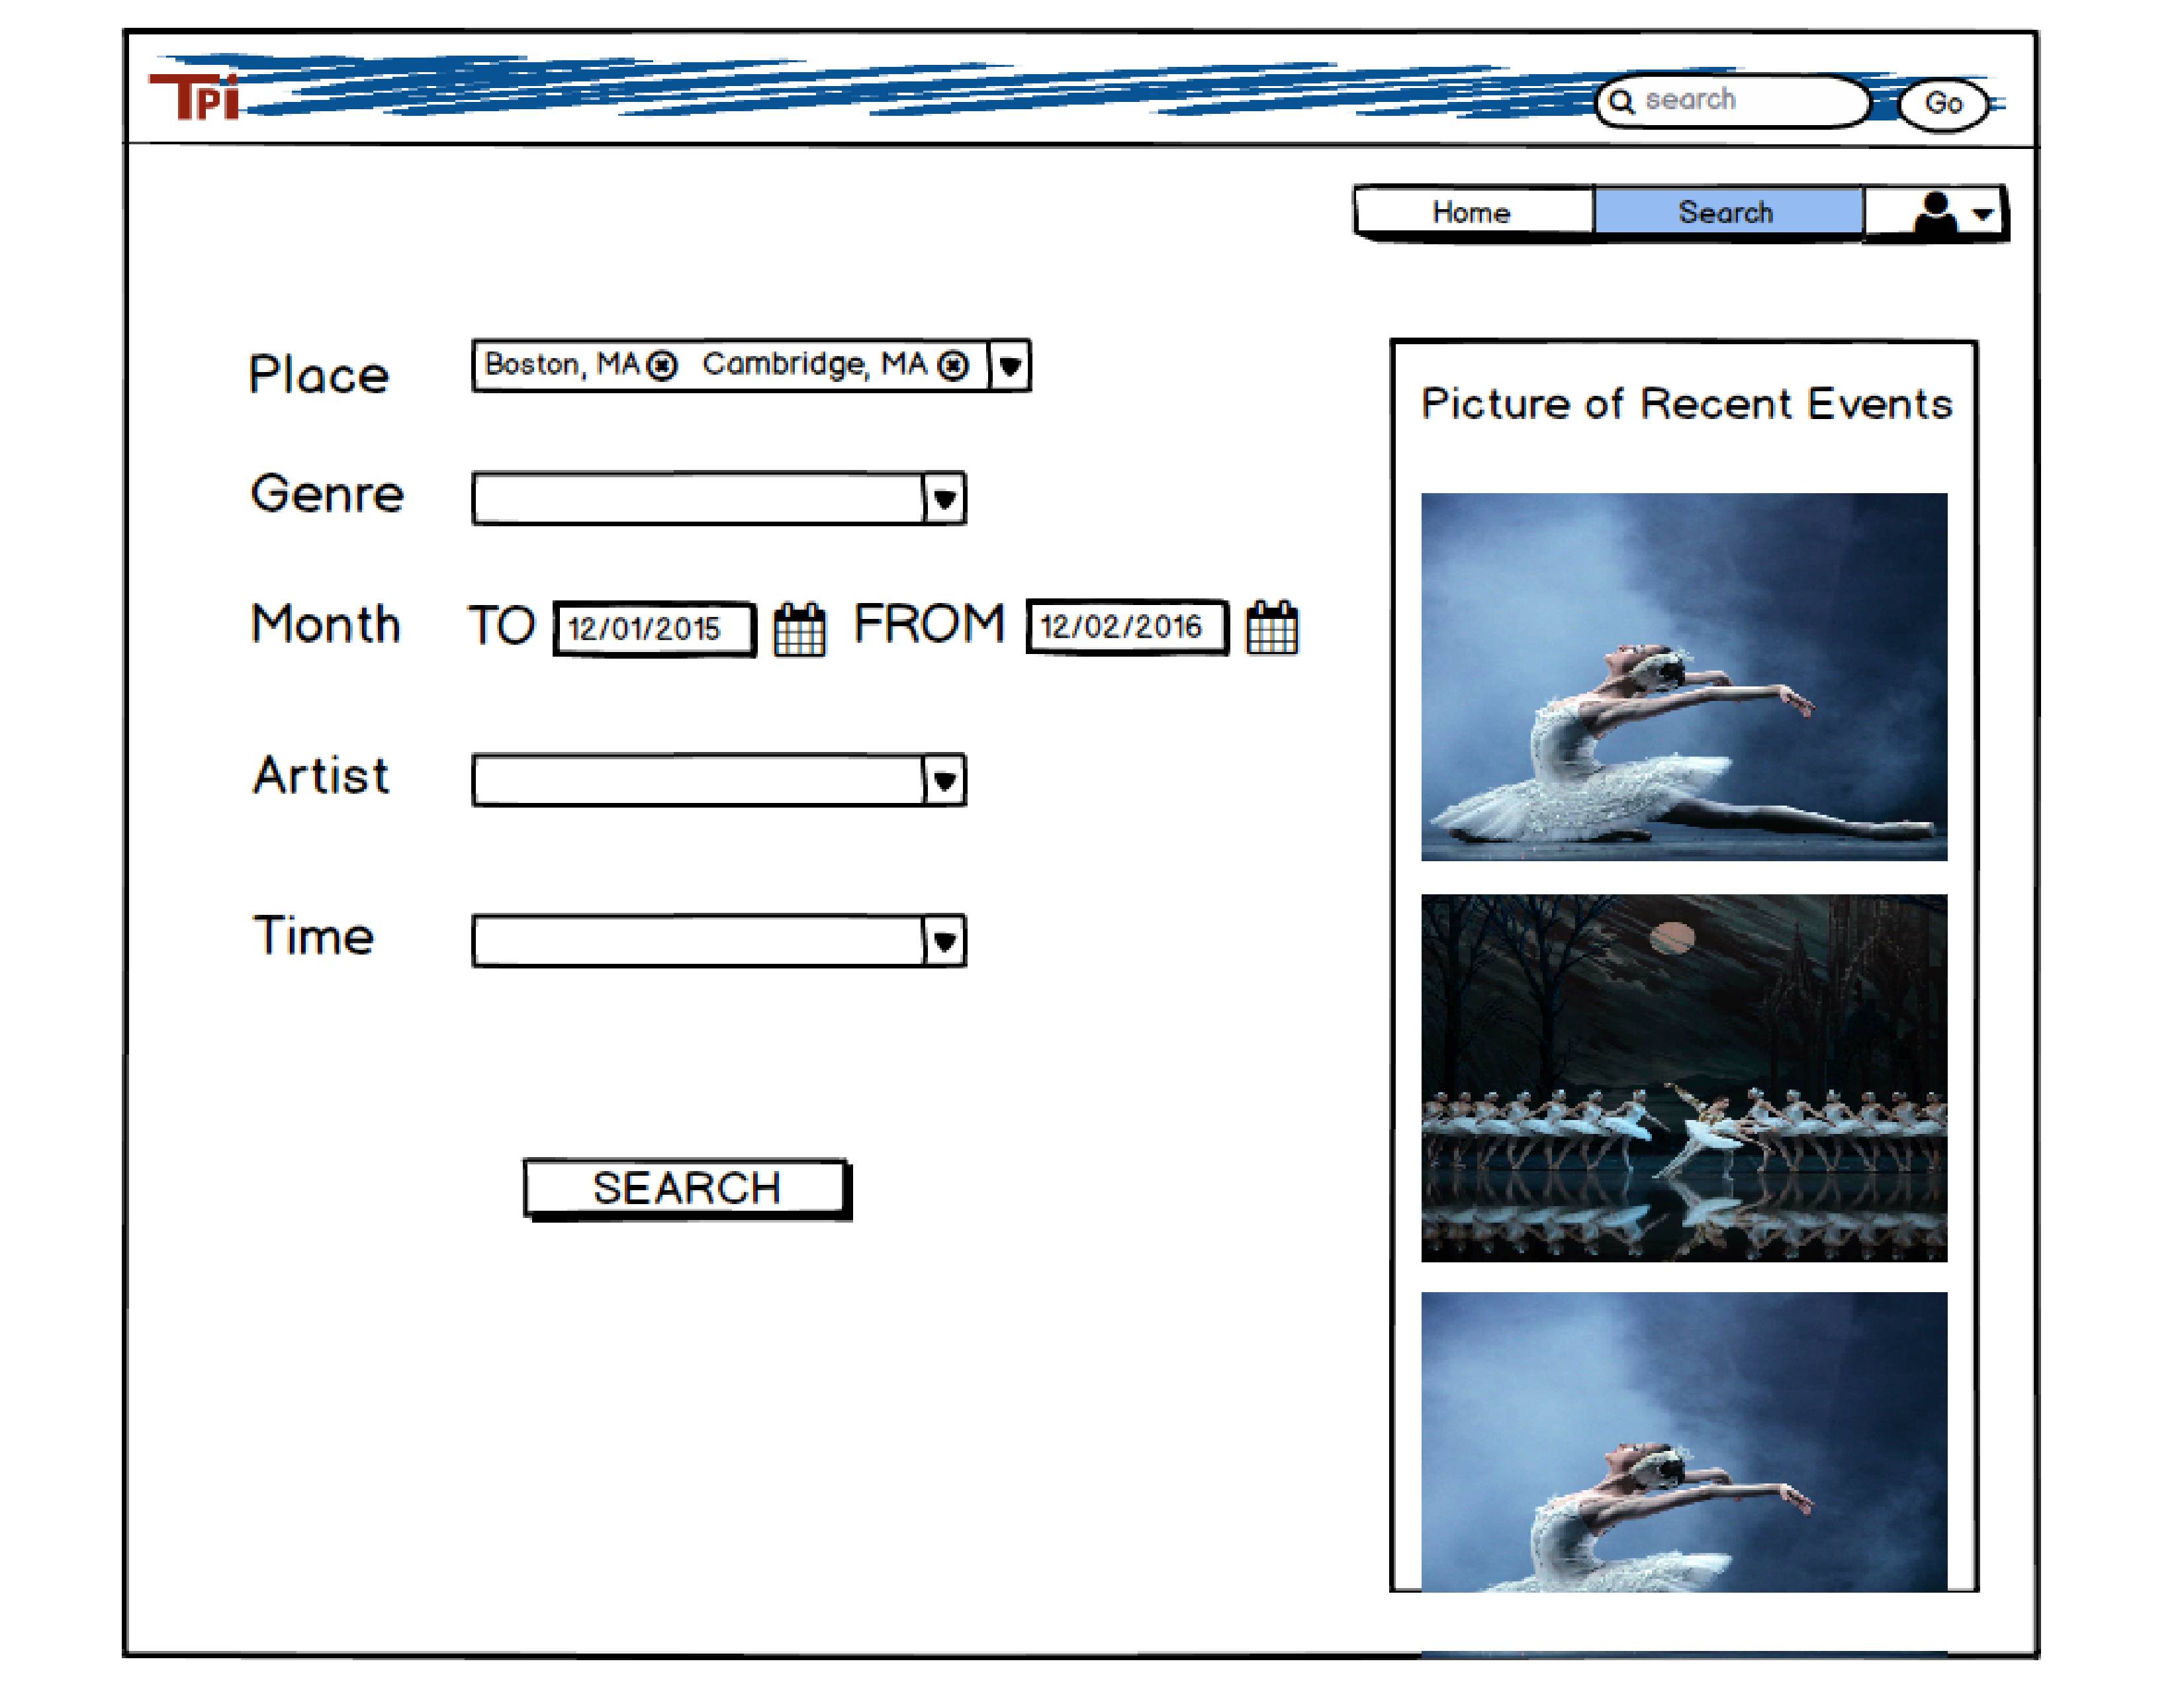 TPi
search Go
Home Search
Place Boston, MA Cambridge, MA
Genre
Month TO 12/01/2015 FROM 12/02/2016
Artist
Time
SEARCH
Picture of Recent Events